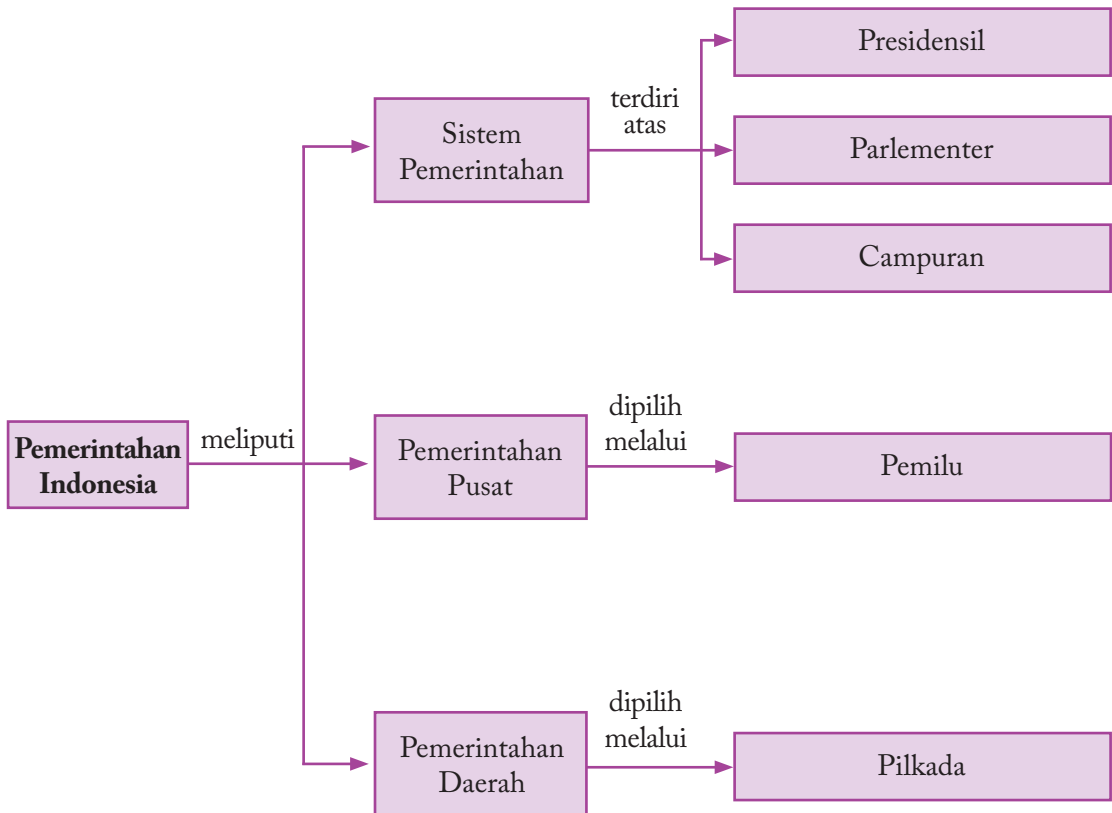 Pemerintahan
Indonesia
meliputi
Sistem
Pemerintahan
terdiri
atas
Presidensil
Parlementer
Campuran
Pemerintahan
Pusat
dipilih
melalui
Pemilu
Pemerintahan
Daerah
dipilih
melalui
Pilkada